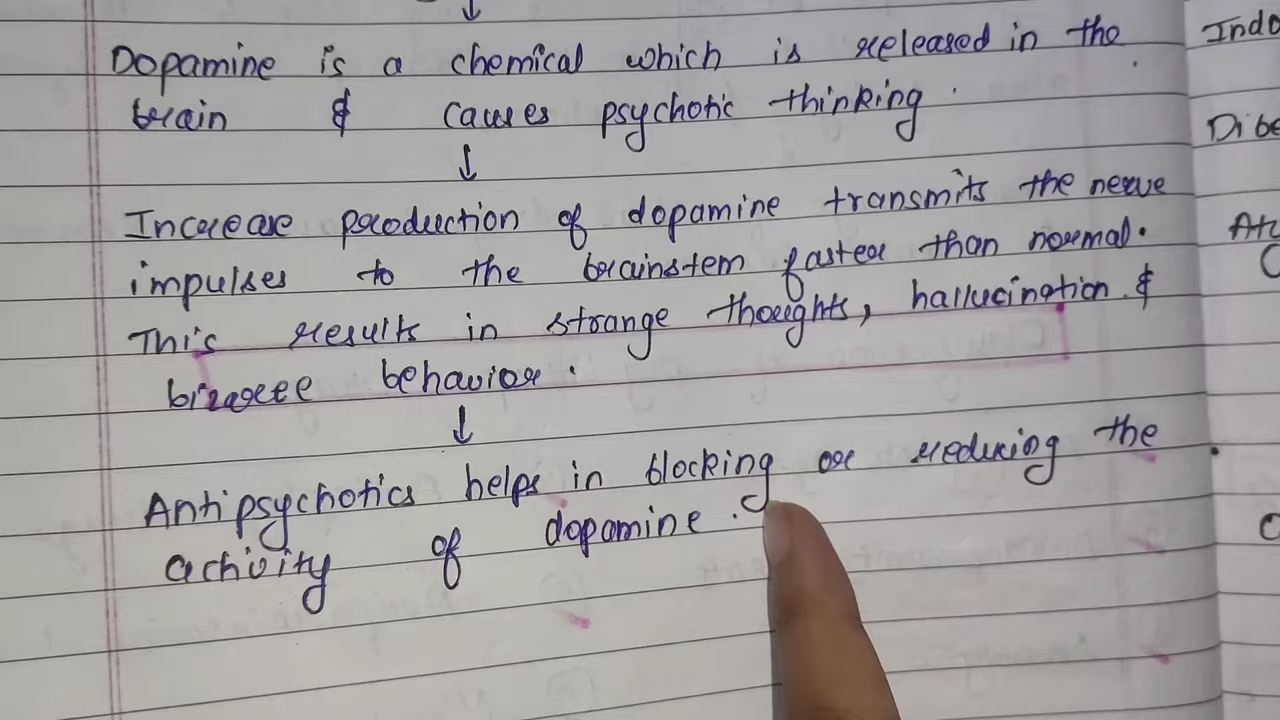 ↓
Dopamine is a chemical which is released in the
brain & causes psychotic thinking.
↓
Increase production of dopamine transmits the nerve
impulses to the brainstem faster than normal.
This results in strange thoughts, hallucination &
bizaree behavior.
↓
Antipsychotics helps in blocking or reducing the
activity of dopamine.